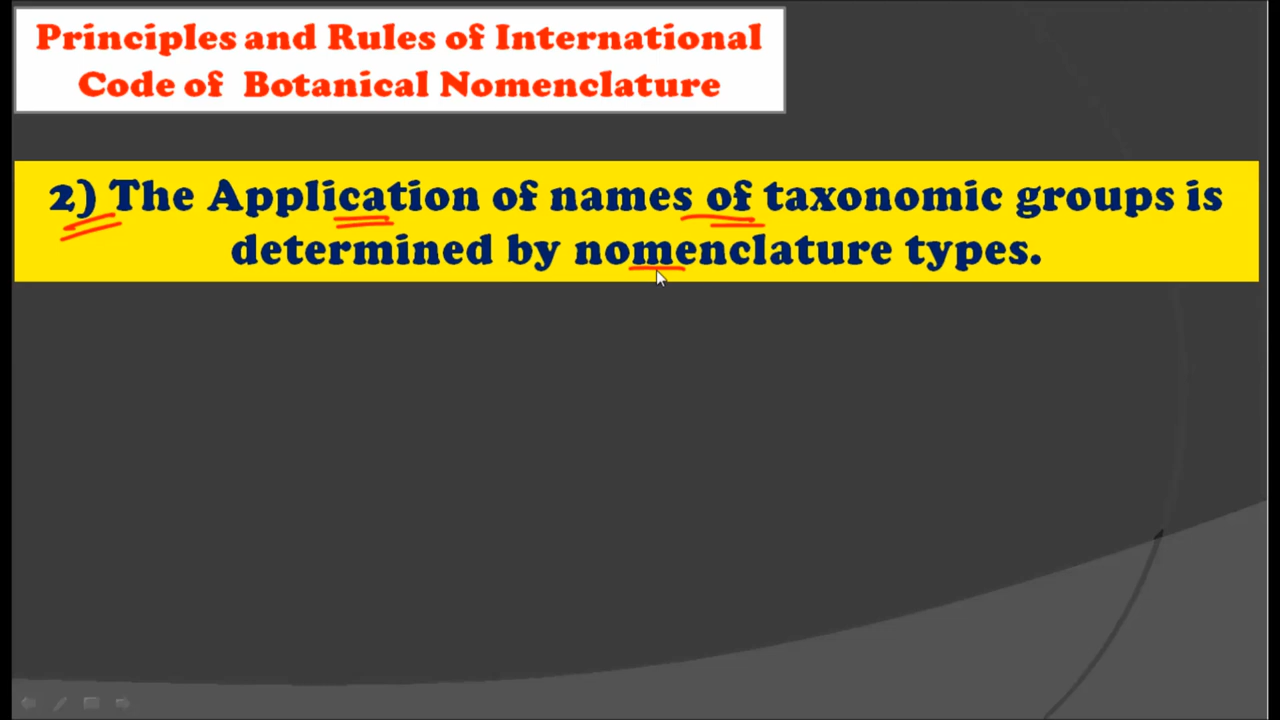 Principles and Rules of International
Code of Botanical Nomenclature
2) The Application of names of taxonomic groups is
determined by nomenclature types.